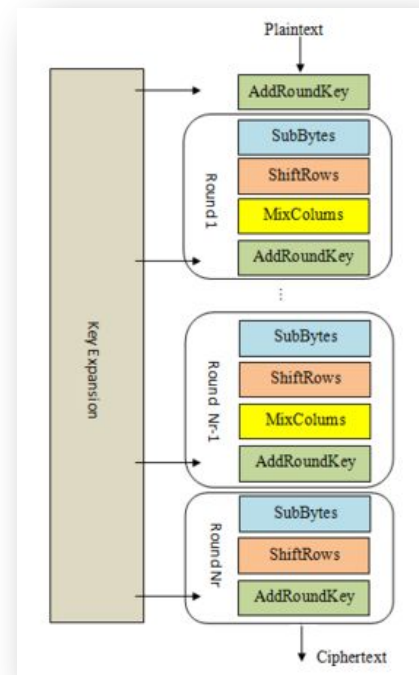 Plaintext
AddRoundKey
SubBytes
ShiftRows
MixColums
AddRoundKey
Round 1
...
SubBytes
ShiftRows
MixColums
AddRoundKey
Round Nr-1
SubBytes
ShiftRows
AddRoundKey
Round Nr
Key Expansion
Ciphertext